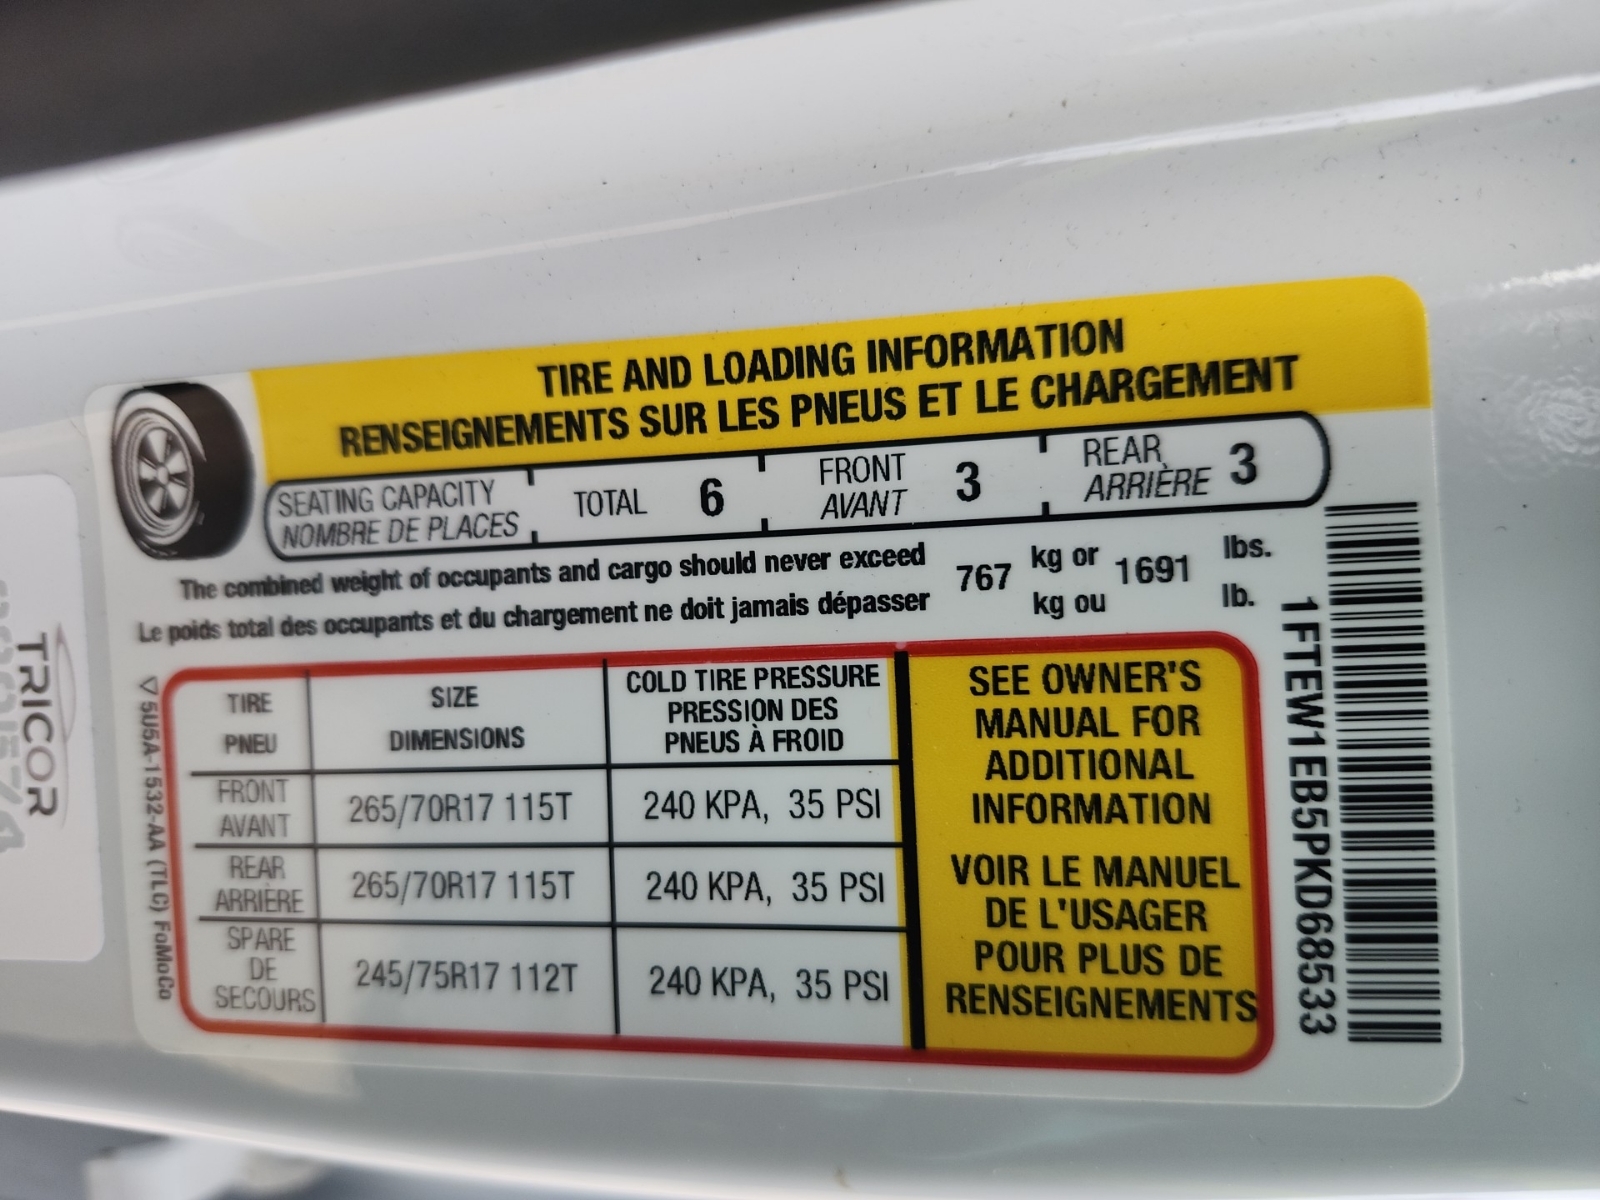 TIRE AND LOADING INFORMATION
RENSEIGNEMENTS SUR LES PNEUS ET LE CHARGEMENT
SEATING CAPACITY
NOMBRE DE PLACES
TOTAL 6
FRONT
AVANT
3
REAR
ARRIÈRE
3
The combined weight of occupants and cargo should never exceed
Le poids total des occupants et du chargement ne doit jamais dépasser
767
kg or
kg ou
1691
lbs.
lb.
TIRE
PNEU
SIZE
DIMENSIONS
COLD TIRE PRESSURE
PRESSION DES
PNEUS À FROID
FRONT
AVANT
265/70R17 115T
240 KPA, 35 PSI
REAR
ARRIÈRE
265/70R17 115T
240 KPA, 35 PSI
SPARE
DE
SECOURS
245/75R17 112T
240 KPA, 35 PSI
SEE OWNER'S
MANUAL FOR
ADDITIONAL
INFORMATION
VOIR LE MANUEL
DE L'USAGER
POUR PLUS DE
RENSEIGNEMENTS
1FTEW1EB5PKD68533
5U5A-1532-AA (TLC) FoMoCo
TRICOR